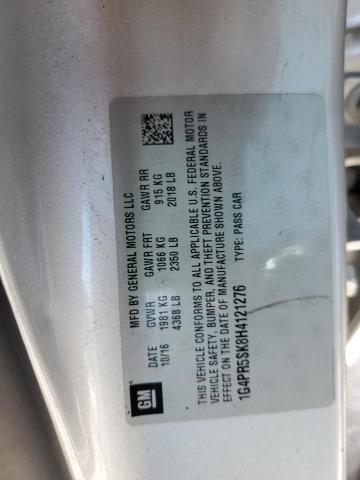 GM
MFD BY GENERAL MOTORS LLC
DATE GVWR GAWR FRT GAWR RR
10/16 1981 KG 1066 KG 915 KG
4368 LB 2350 LB 2018 LB
THIS VEHICLE CONFORMS TO ALL APPLICABLE U.S. FEDERAL MOTOR
VEHICLE SAFETY, BUMPER, AND THEFT PREVENTION STANDARDS IN
EFFECT ON THE DATE OF MANUFACTURE SHOWN ABOVE.
1G4PR5SK8H4121276 TYPE: PASS CAR